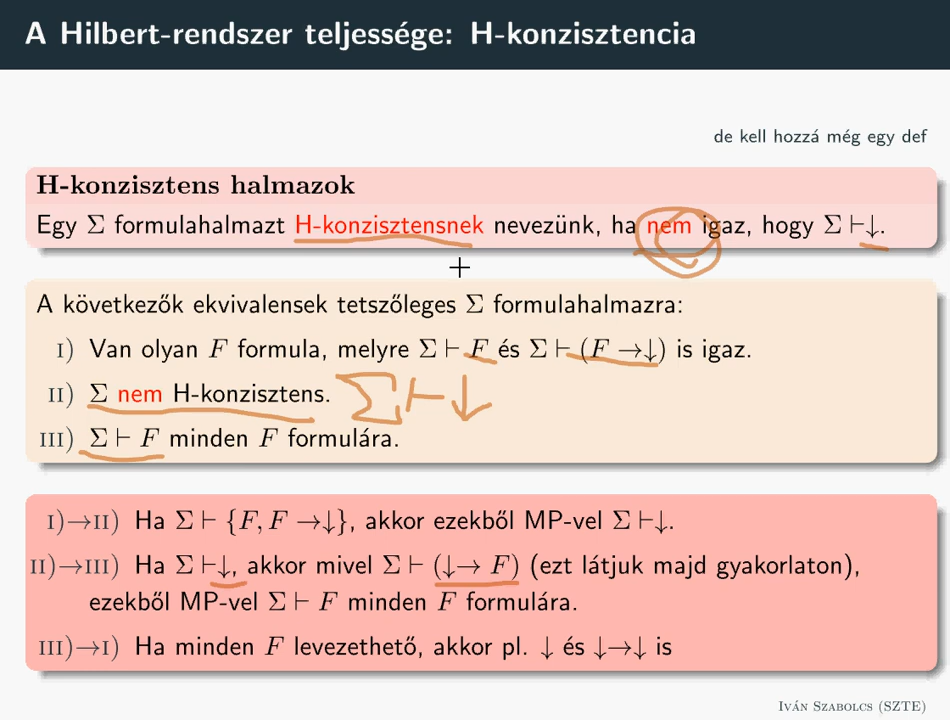 A Hilbert-rendszer teljessége: H-konzisztencia
de kell hozzá még egy def
H-konzisztens halmazok
Egy Σ formulahalmazt H-konzisztensnek nevezünk, ha nem igaz, hogy Σ ⊢↓.
+
A következők ekvivalensek tetszőleges Σ formulahalmazra:
I) Van olyan F formula, melyre Σ ⊢ F és Σ ⊢ (F →↓) is igaz.
II) Σ nem H-konzisztens. Σ ⊢ ↓
III) Σ ⊢ F minden F formulára.
I)→II) Ha Σ ⊢ {F, F →↓}, akkor ezekből MP-vel Σ ⊢↓.
II)→III) Ha Σ ⊢↓, akkor mivel Σ ⊢ (↓→ F) (ezt látjuk majd gyakorlaton),
ezekből MP-vel Σ ⊢ F minden F formulára.
III)→I) Ha minden F levezethető, akkor pl. ↓ és ↓→↓ is
Iván Szabolcs (SZTE)